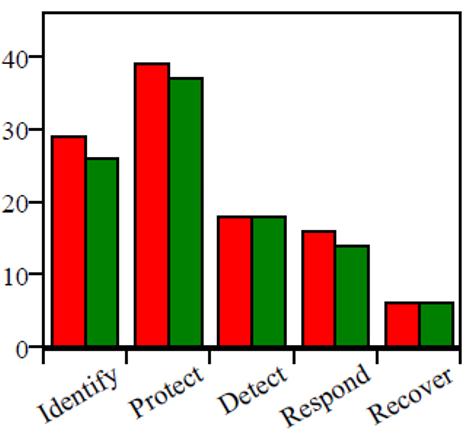 40
30
20
10
0
Identify
Protect
Detect
Respond
Recover